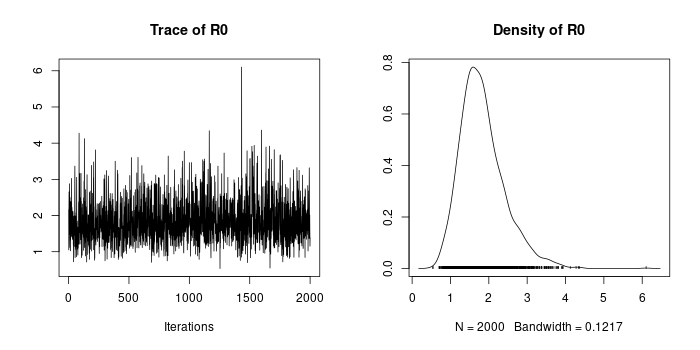 Trace of R0
6
5
4
3
2
1
0 500 1000 1500 2000
Iterations
Density of R0
0.8
0.6
0.4
0.2
0.0
0 1 2 3 4 5 6
N = 2000 Bandwidth = 0.1217